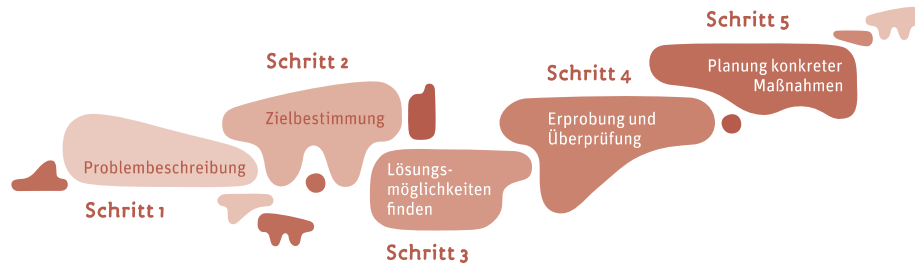 Schritt 1
Problembeschreibung
Schritt 2
Zielbestimmung
Schritt 3
Lösungs-
möglichkeiten
finden
Schritt 4
Erprobung und
Überprüfung
Schritt 5
Planung konkreter
Maßnahmen